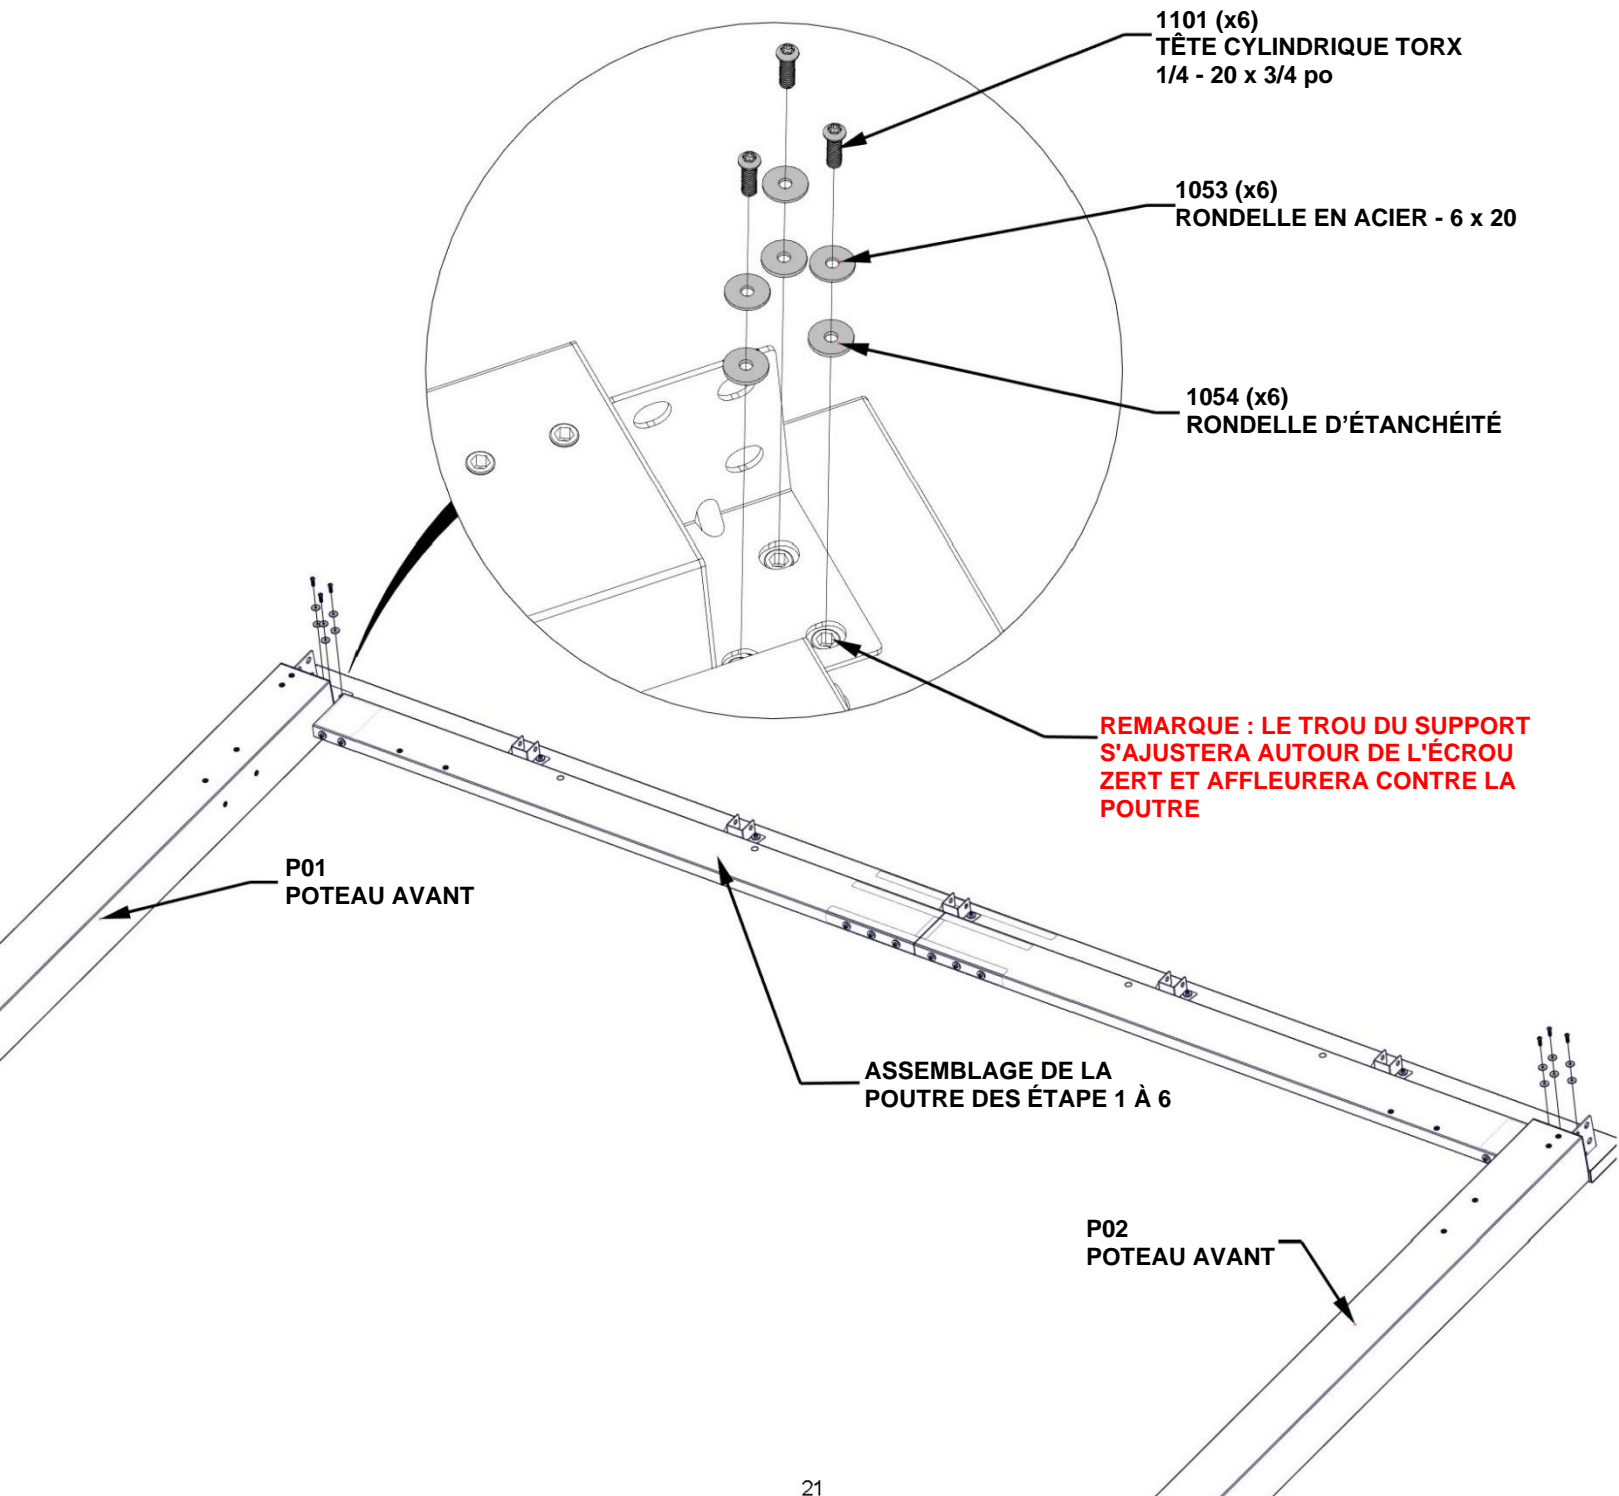 1101 (x6)
TÊTE CYLINDRIQUE TORX
1/4 - 20 x 3/4 po
1053 (x6)
RONDELLE EN ACIER - 6 x 20
1054 (x6)
RONDELLE D'ÉTANCHÉITÉ
REMARQUE : LE TROU DU SUPPORT
S'AJUSTERA AUTOUR DE L'ÉCROU
ZERT ET AFFLEURERA CONTRE LA
POUTRE
P01
POTEAU AVANT
ASSEMBLAGE DE LA
POUTRE DES ÉTAPE 1 À 6
P02
POTEAU AVANT
21